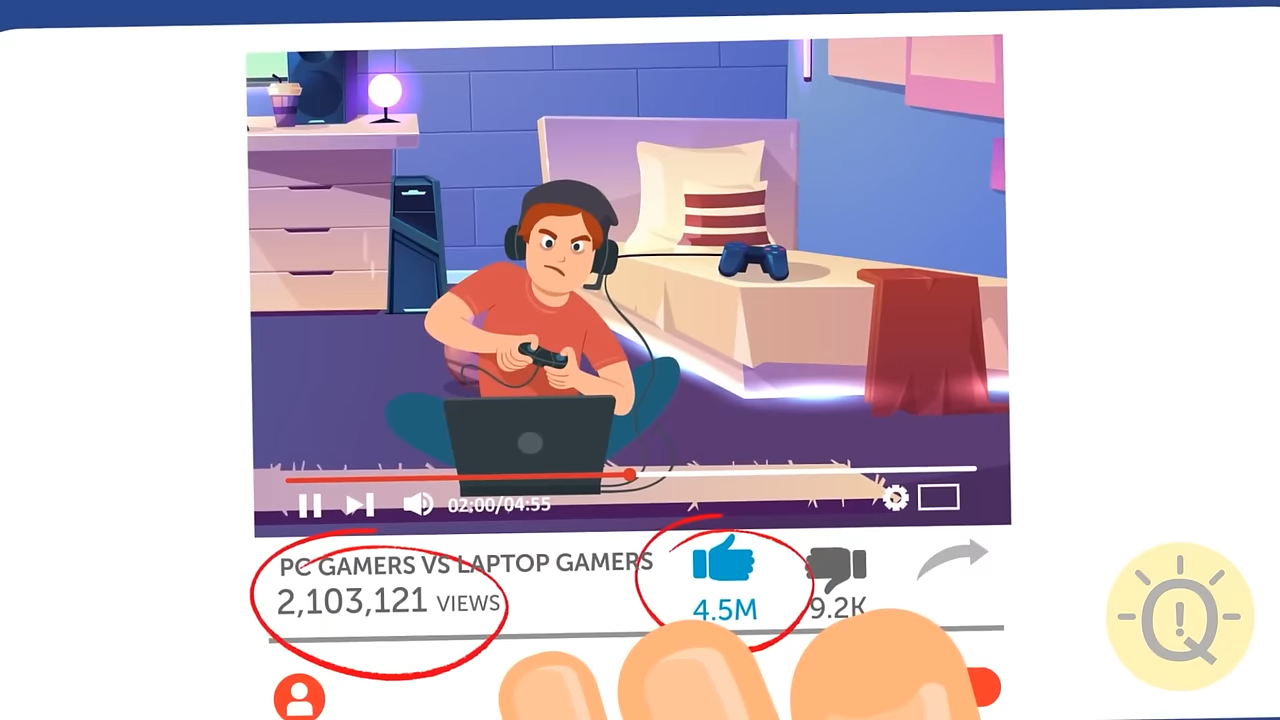 02:00/04:55
PC GAMERS VS LAPTOP GAMERS
2,103,121 VIEWS
4.5M
9.2K
Q!